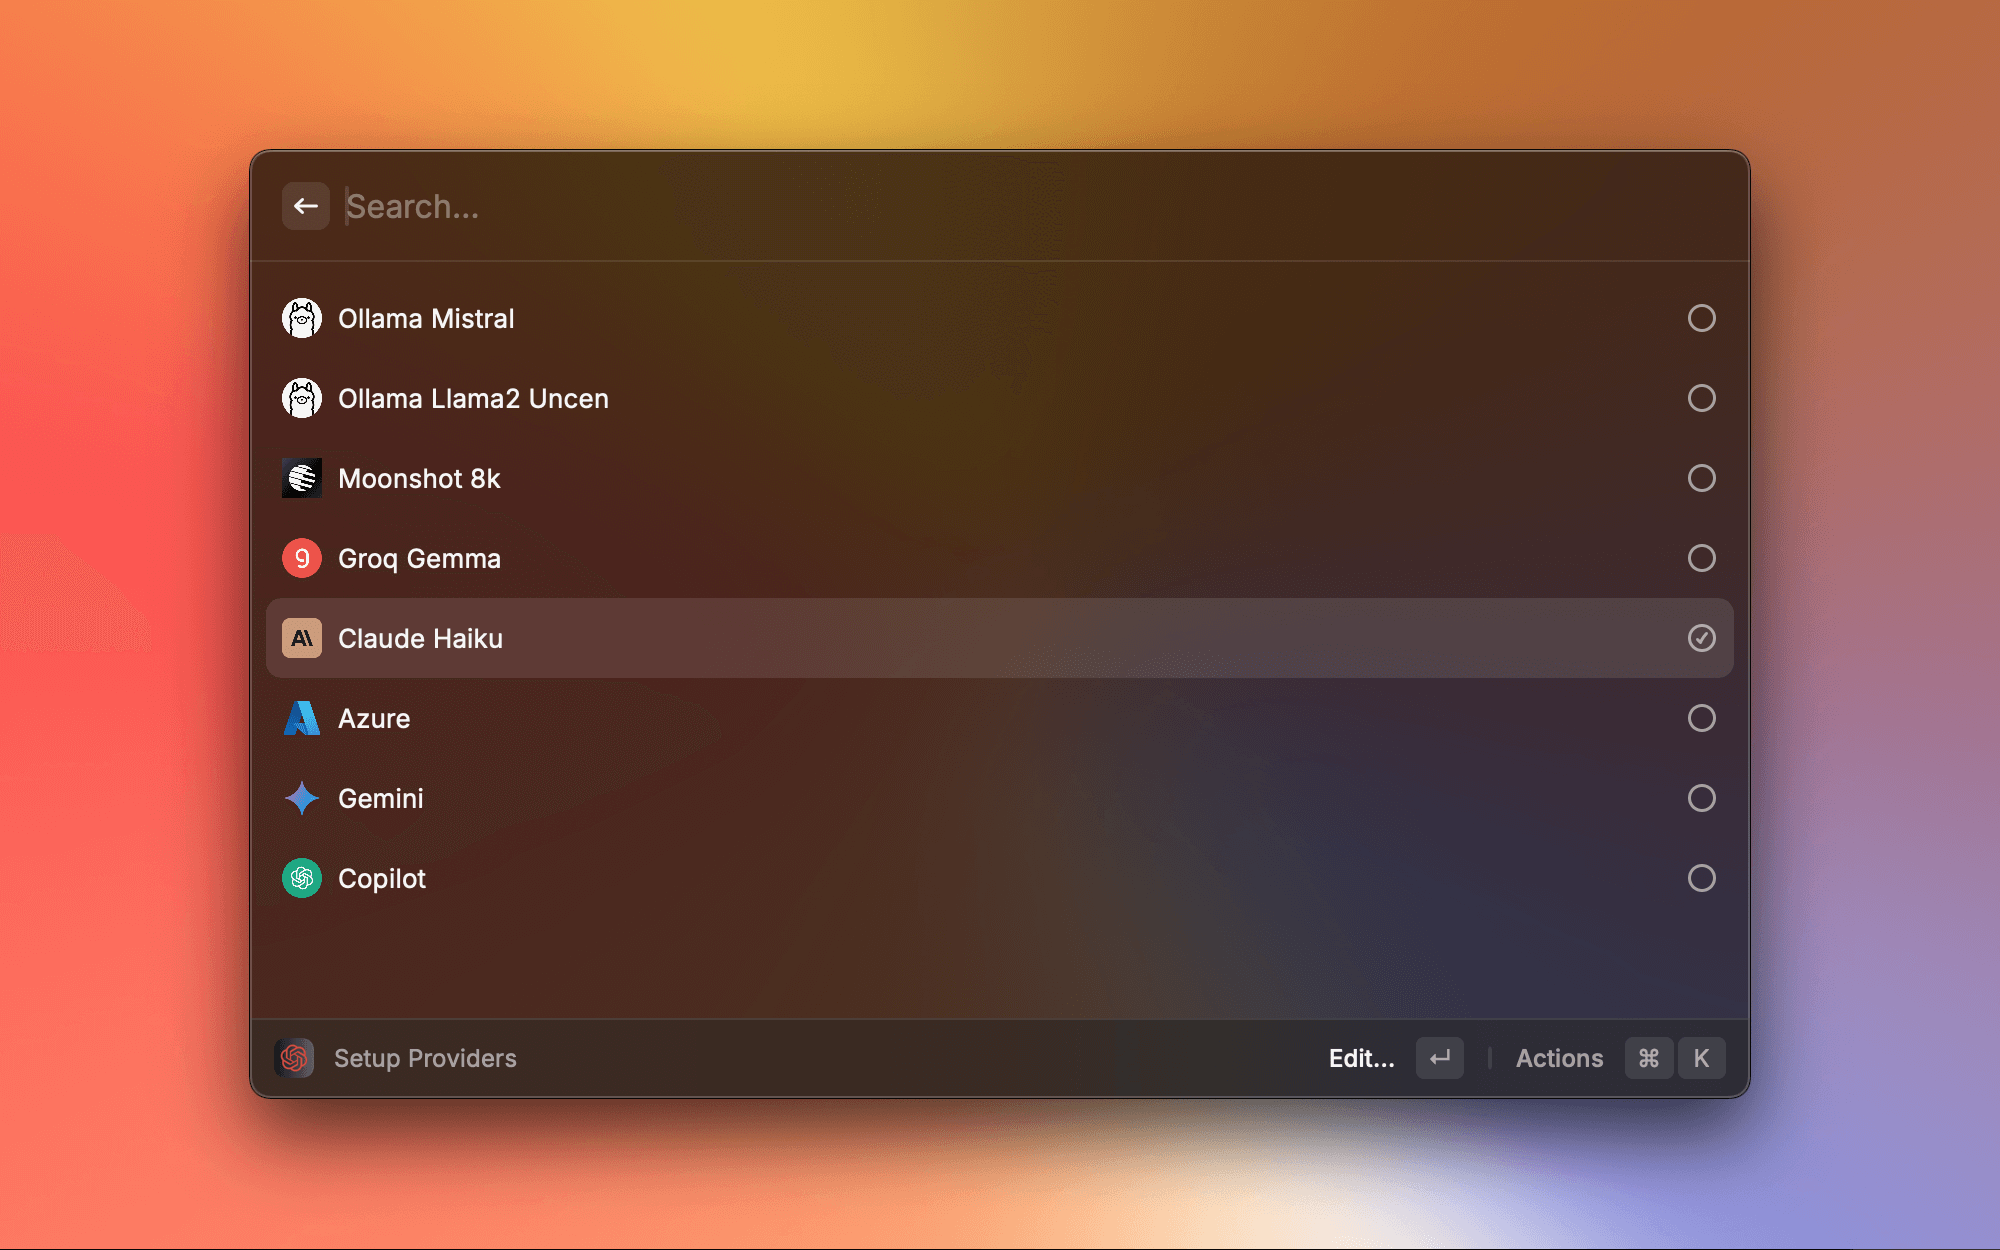 Search...
Ollama Mistral
Ollama Llama2 Uncen
Moonshot 8k
Groq Gemma
Claude Haiku
Azure
Gemini
Copilot
Setup Providers Edit... ↵ Actions ⌘ K